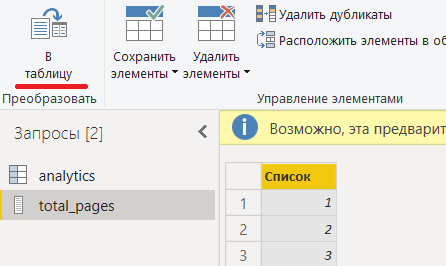 В
таблицу
Преобразовать
Сохранить
элементы
Удалить
элементы
Удалить дубликаты
Расположить элементы в об
Управление элементами
Запросы [2]
analytics
total_pages
Возможно, эта предварит
Список
1 1
2 2
3 3